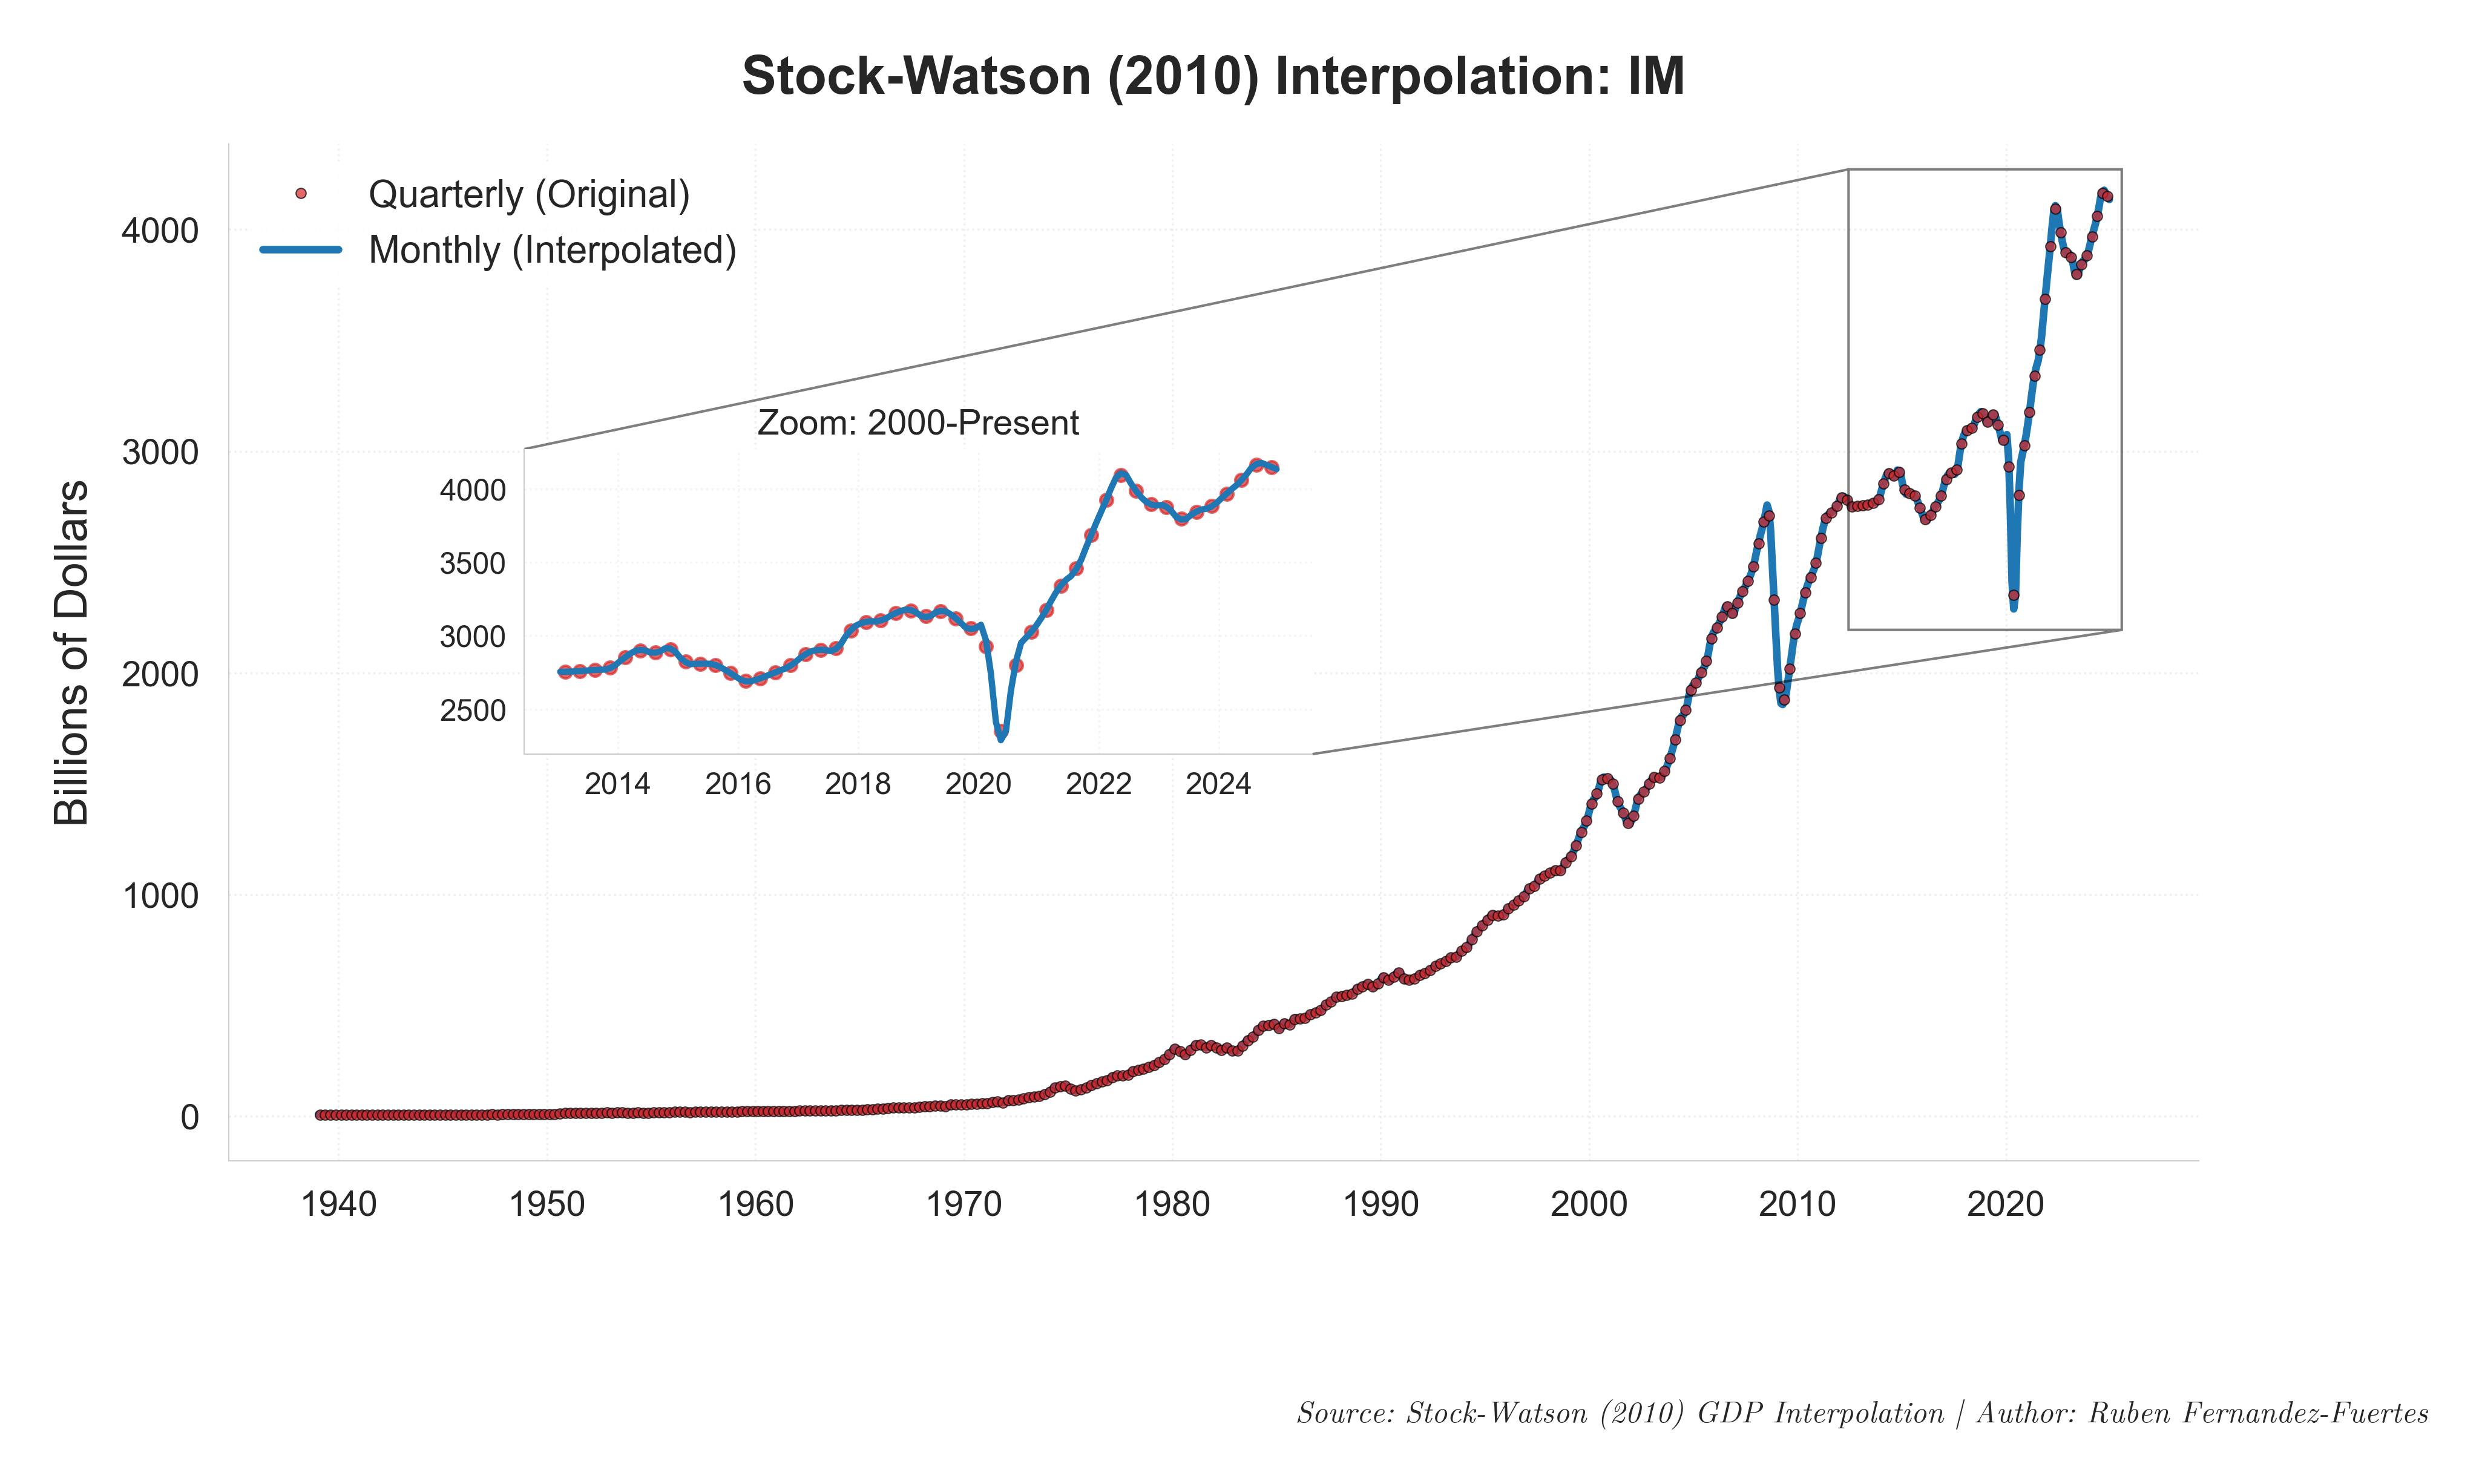 Stock-Watson (2010) Interpolation: IM
Quarterly (Original)
Monthly (Interpolated)
Billions of Dollars
4000
3000
2000
1000
0
Zoom: 2000-Present
4000
3500
3000
2500
2014 2016 2018 2020 2022 2024
1940 1950 1960 1970 1980 1990 2000 2010 2020
Source: Stock-Watson (2010) GDP Interpolation | Author: Ruben Fernandez-Fuertes